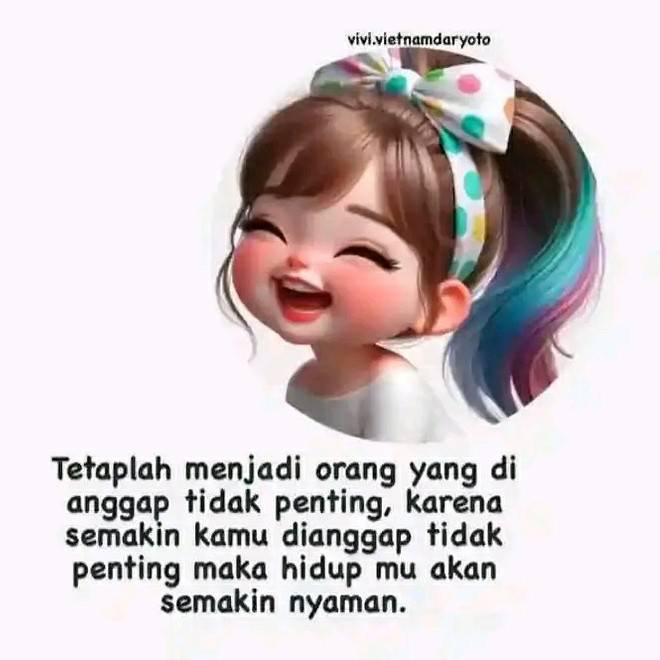 vivi.vietnamdaryoto
Tetaplah menjadi orang yang di
anggap tidak penting, karena
semakin kamu dianggap tidak
penting maka hidup mu akan
semakin nyaman.